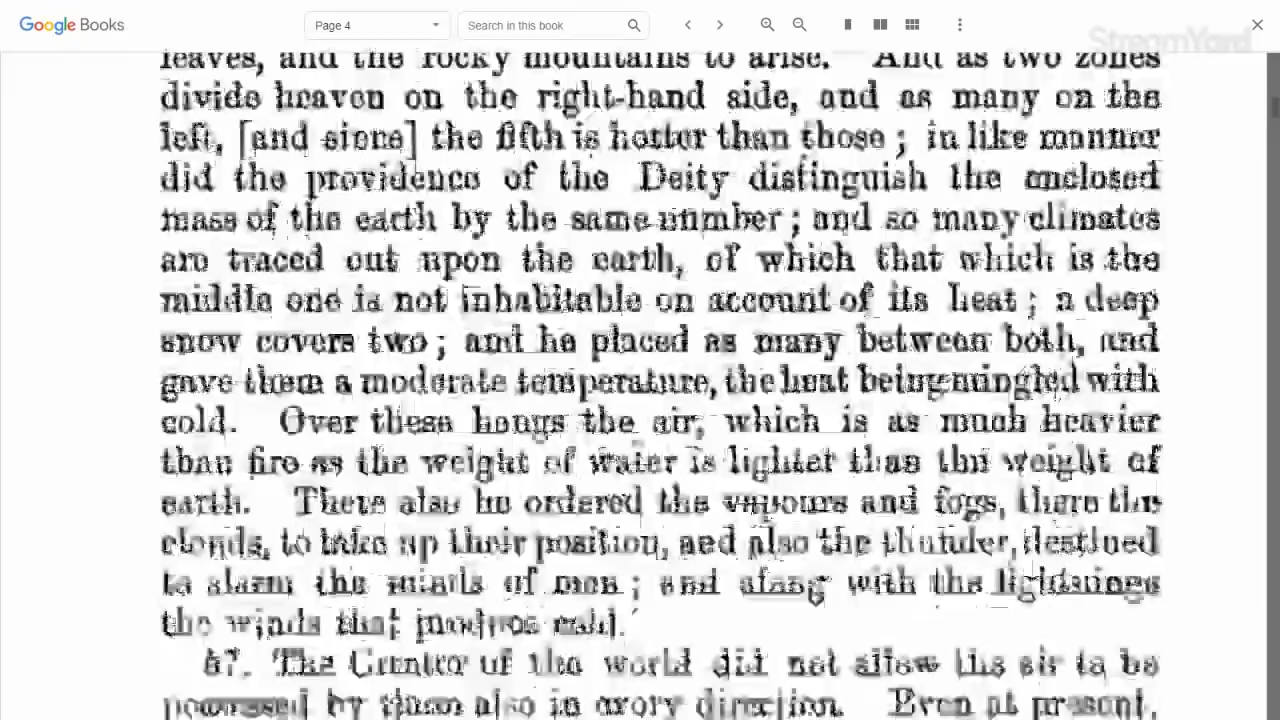 Google Books
Page 4
Search in this book
StreamYard
leaves, and the rocky mountains to arise. And as two zones
divide heaven on the right-hand side, and as many on the
left, [and since] the fifth is hotter than those ; in like manner
did the providence of the Deity distinguish the enclosed
mass of the earth by the same number ; and so many climates
are traced out upon the earth, of which that which is the
middle one is not inhabitable on account of its heat ; a deep
snow covers two ; and he placed as many between both, and
gave them a moderate temperature, the heat being mingled with
cold. Over these hangs the air, which is as much heavier
than fire as the weight of water is lighter than the weight of
earth. There also he ordered the vapours and fogs, there the
clouds, to take up their position, and also the thunder, destined
to alarm the minds of men ; and along with the lightnings
the winds that produce cold.
57. The Creator of the world did not allow the air to be
possessed by them also in every direction. Even at present,